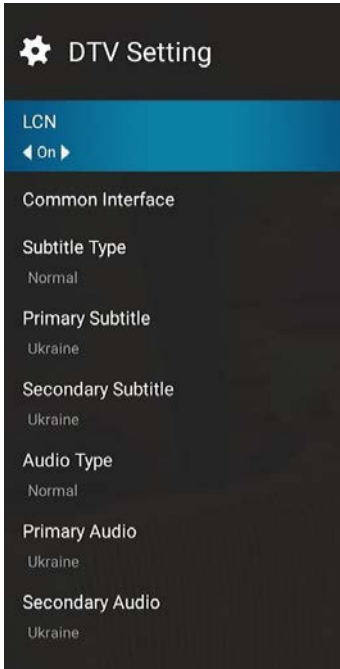 DTV Setting
LCN
On
Common Interface
Subtitle Type
Normal
Primary Subtitle
Ukraine
Secondary Subtitle
Ukraine
Audio Type
Normal
Primary Audio
Ukraine
Secondary Audio
Ukraine